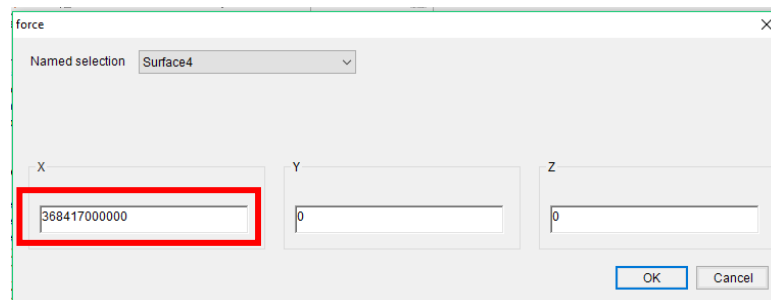 force
Named selection Surface4
X Y Z
368417000000 0 0
OK Cancel